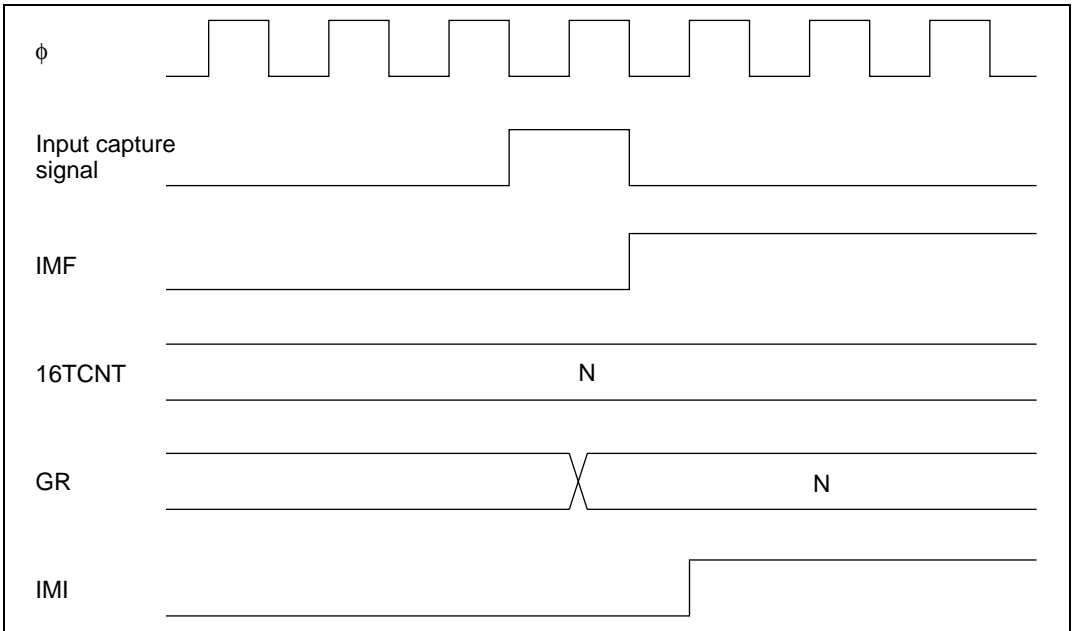 ϕ
Input capture
signal
IMF
16TCNT
N
GR
N
IMI